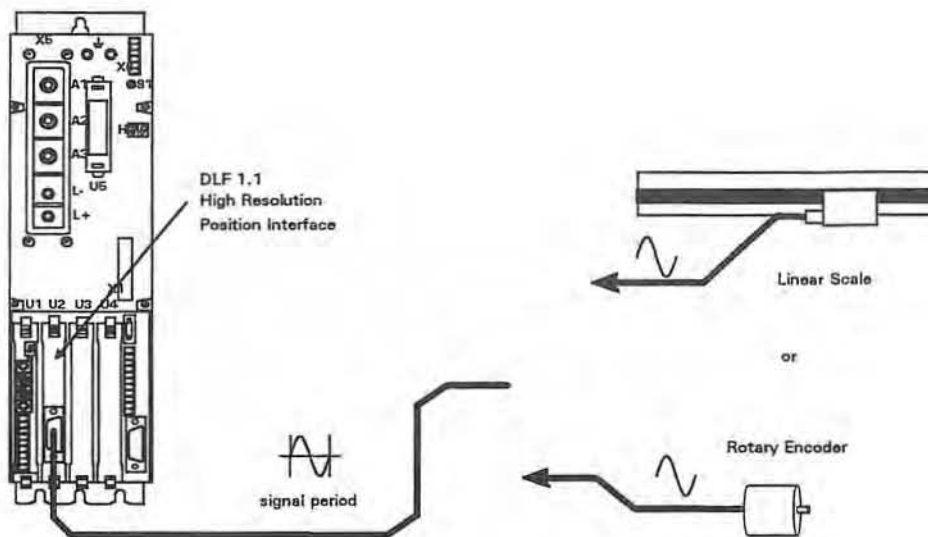 X5
X6
A1
S1
A2
H
A3
U5
L-
L+
DLF 1.1
High Resolution
Position Interface
Linear Scale
U1 U2 U3 U4
or
Rotary Encoder
signal period